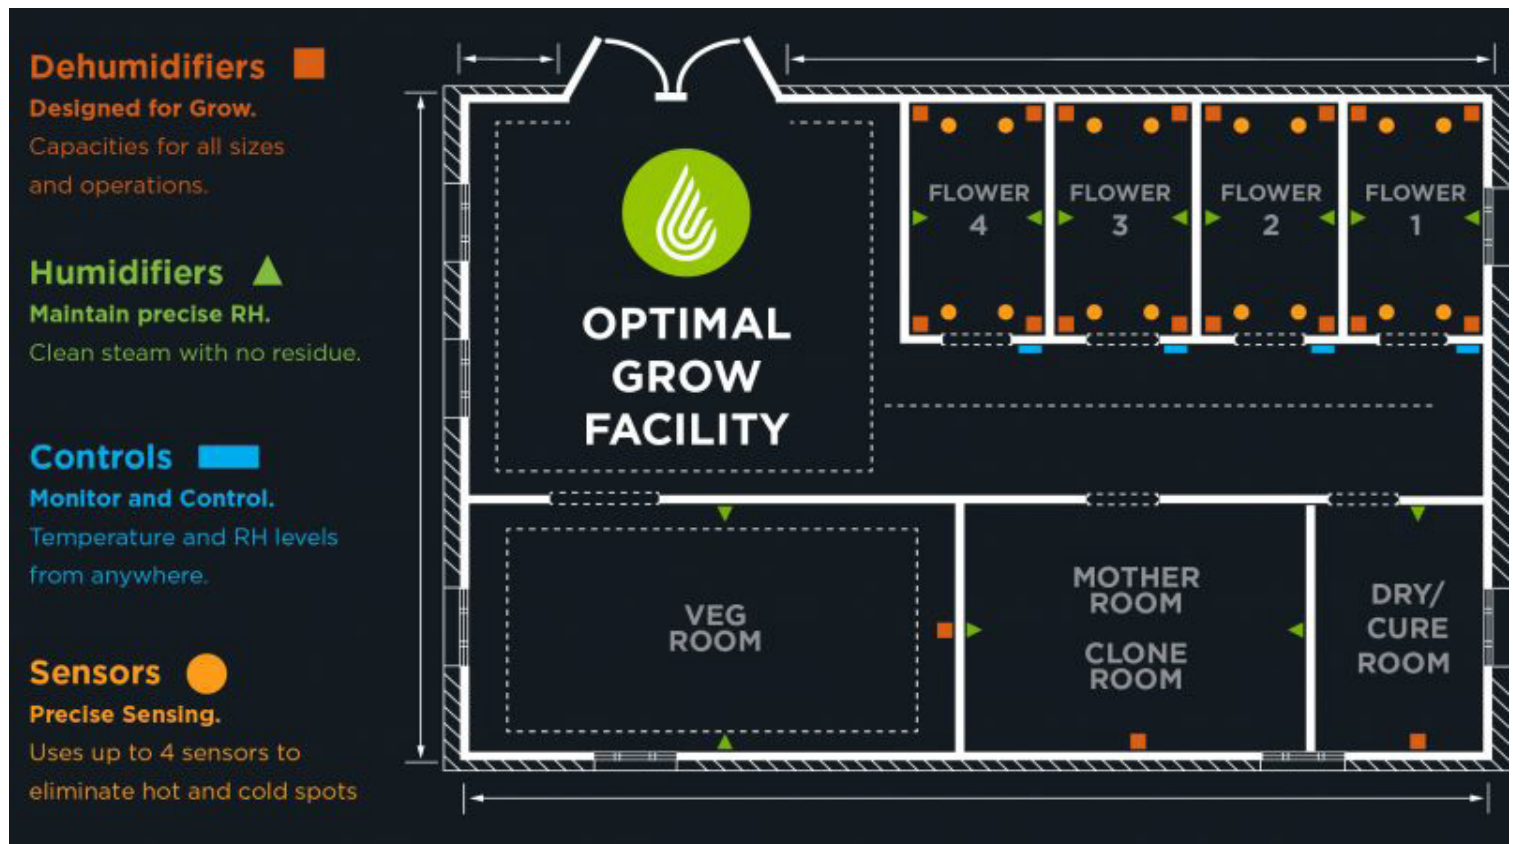 Dehumidifiers
Designed for Grow.
Capacities for all sizes
and operations.
Humidifiers
Maintain precise RH.
Clean steam with no residue.
Controls
Monitor and Control.
Temperature and RH levels
from anywhere.
Sensors
Precise Sensing.
Uses up to 4 sensors to
eliminate hot and cold spots
OPTIMAL
GROW
FACILITY
FLOWER
4
FLOWER
3
FLOWER
2
FLOWER
1
VEG
ROOM
MOTHER
ROOM
CLONE
ROOM
DRY/
CURE
ROOM